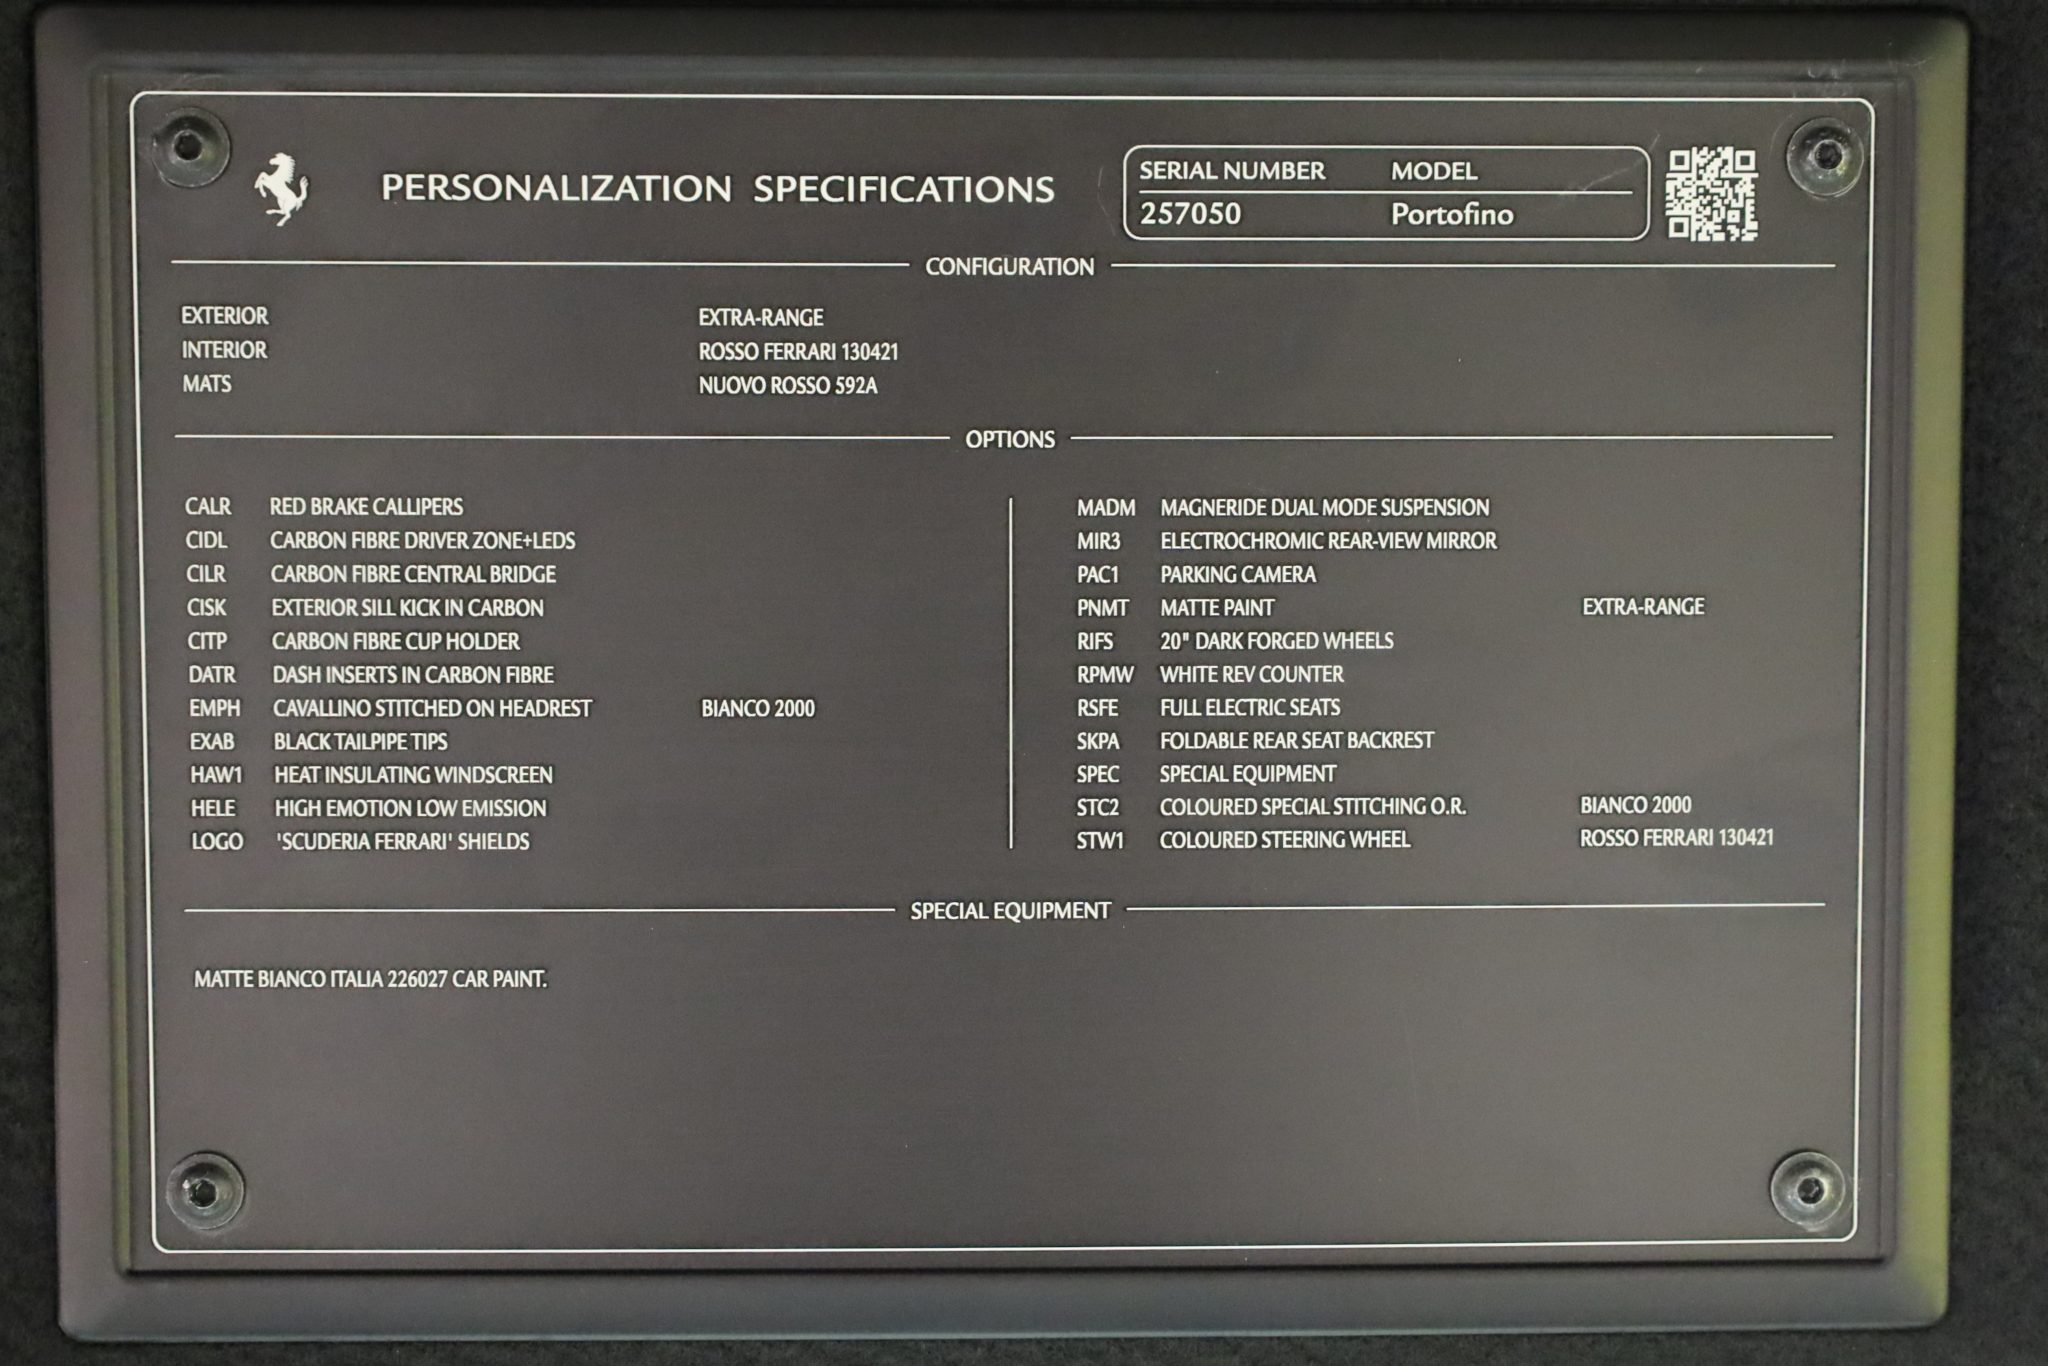 PERSONALIZATION SPECIFICATIONS
SERIAL NUMBER MODEL
257050 Portofino
CONFIGURATION
EXTERIOR EXTRA-RANGE
INTERIOR ROSSO FERRARI 130421
MATS NUOVO ROSSO 592A
OPTIONS
CALR RED BRAKE CALLIPERS
CIDL CARBON FIBRE DRIVER ZONE+LEDS
CILR CARBON FIBRE CENTRAL BRIDGE
CISK EXTERIOR SILL KICK IN CARBON
CITP CARBON FIBRE CUP HOLDER
DATR DASH INSERTS IN CARBON FIBRE
EMPH CAVALLINO STITCHED ON HEADREST BIANCO 2000
EXAB BLACK TAILPIPE TIPS
HAW1 HEAT INSULATING WINDSCREEN
HELE HIGH EMOTION LOW EMISSION
LOGO 'SCUDERIA FERRARI' SHIELDS
MADM MAGNERIDE DUAL MODE SUSPENSION
MIR3 ELECTROCHROMIC REAR-VIEW MIRROR
PAC1 PARKING CAMERA
PNMT MATTE PAINT EXTRA-RANGE
RIFS 20" DARK FORGED WHEELS
RPMW WHITE REV COUNTER
RSFE FULL ELECTRIC SEATS
SKPA FOLDABLE REAR SEAT BACKREST
SPEC SPECIAL EQUIPMENT
STC2 COLOURED SPECIAL STITCHING O.R. BIANCO 2000
STW1 COLOURED STEERING WHEEL ROSSO FERRARI 130421
SPECIAL EQUIPMENT
MATTE BIANCO ITALIA 226027 CAR PAINT.